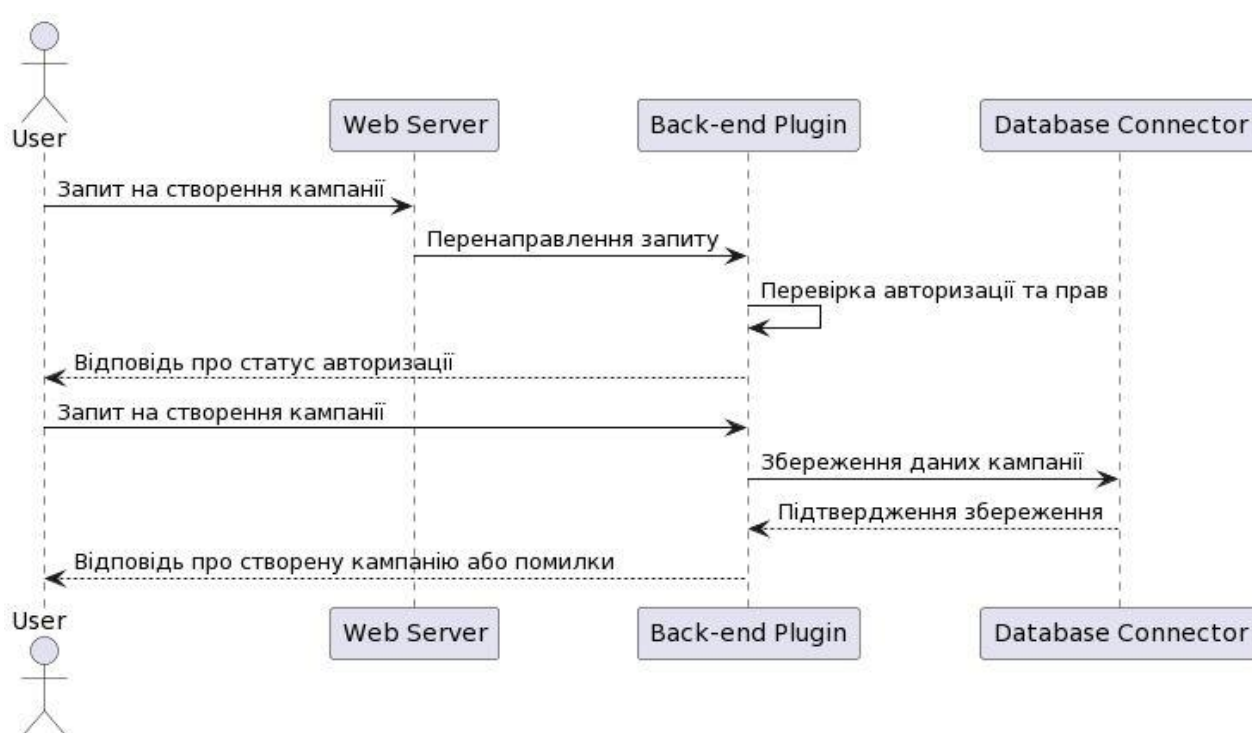 User
Web Server
Back-end Plugin
Database Connector
Запит на створення кампанії
Перенаправлення запиту
Перевірка авторизації та прав
Відповідь про статус авторизації
Запит на створення кампанії
Збереження даних кампанії
Підтвердження збереження
Відповідь про створену кампанію або помилки
User
Web Server
Back-end Plugin
Database Connector